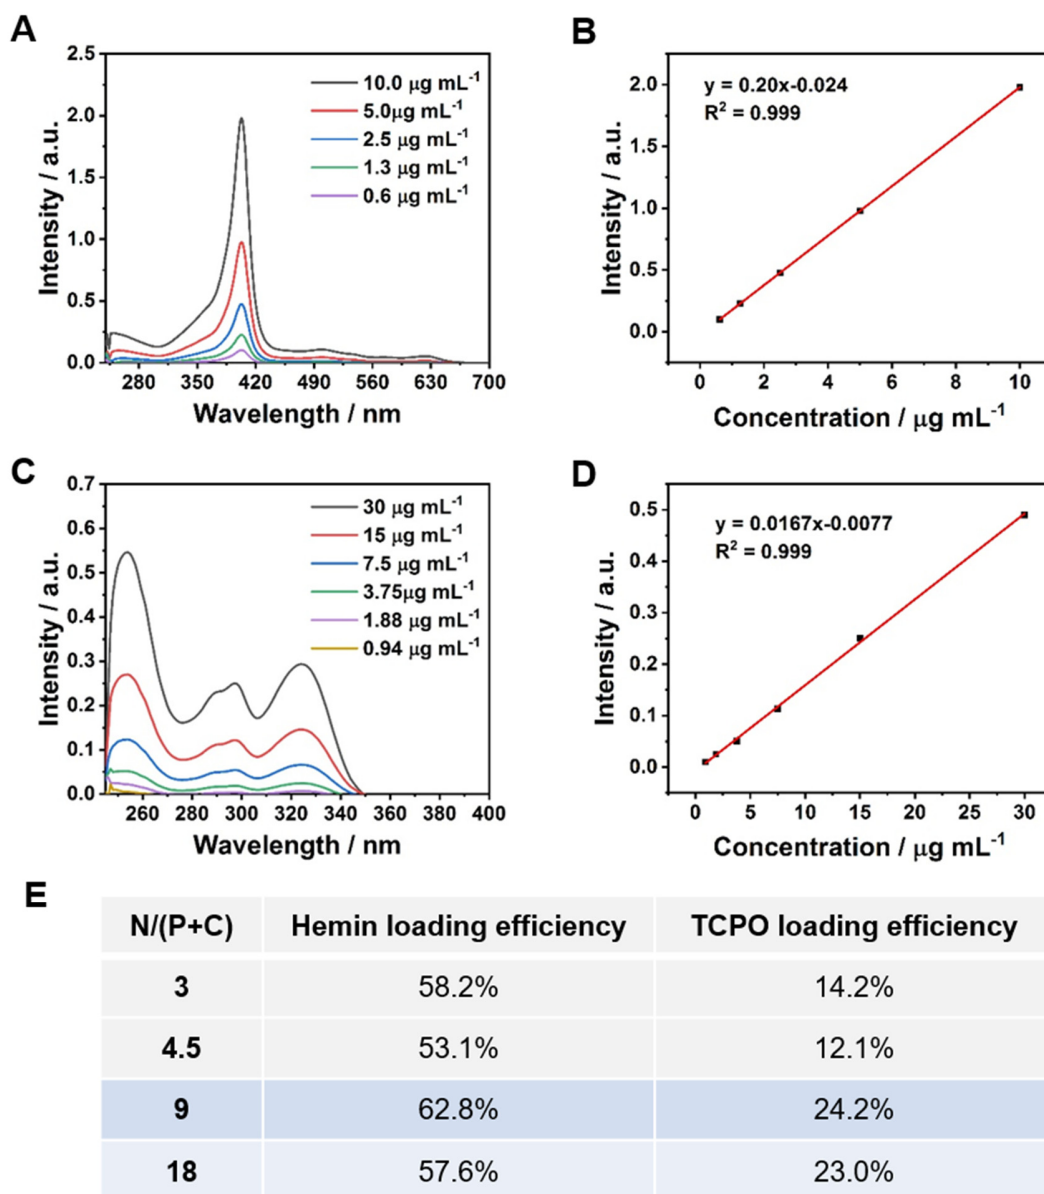 A
2.5
2.0
1.5
1.0
0.5
0.0
Intensity / a.u.
10.0 μg mL⁻¹
5.0μg mL⁻¹
2.5 μg mL⁻¹
1.3 μg mL⁻¹
0.6 μg mL⁻¹
280 350 420 490 560 630 700
Wavelength / nm
B
2.0
1.5
1.0
0.5
0.0
Intensity / a.u.
y = 0.20x-0.024
R² = 0.999
0 2 4 6 8 10
Concentration / μg mL⁻¹
C
0.7
0.6
0.5
0.4
0.3
0.2
0.1
0.0
Intensity / a.u.
30 μg mL⁻¹
15 μg mL⁻¹
7.5 μg mL⁻¹
3.75μg mL⁻¹
1.88 μg mL⁻¹
0.94 μg mL⁻¹
260 280 300 320 340 360 380 400
Wavelength / nm
D
0.5
0.4
0.3
0.2
0.1
0.0
Intensity / a.u.
y = 0.0167x-0.0077
R² = 0.999
0 5 10 15 20 25 30
Concentration / μg mL⁻¹
E
N/(P+C) Hemin loading efficiency TCPO loading efficiency
3 58.2% 14.2%
4.5 53.1% 12.1%
9 62.8% 24.2%
18 57.6% 23.0%